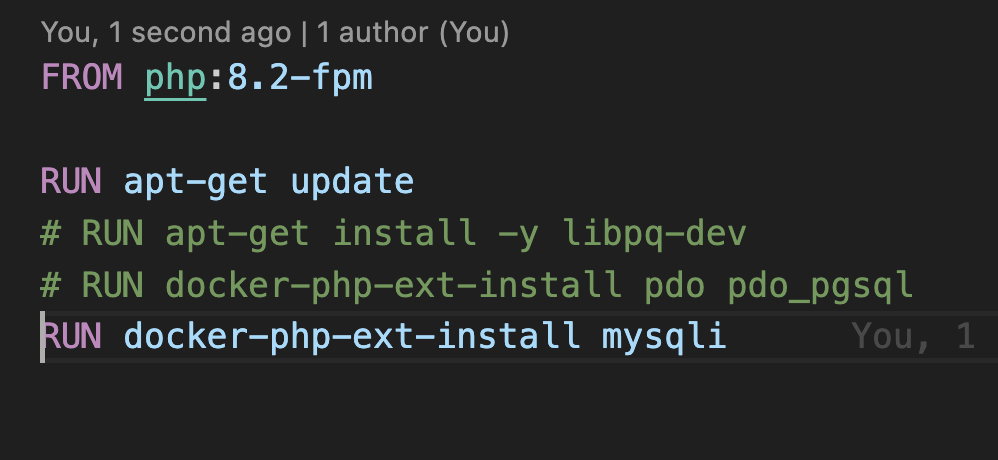 You, 1 second ago | 1 author (You)
FROM php:8.2-fpm
RUN apt-get update
# RUN apt-get install -y libpq-dev
# RUN docker-php-ext-install pdo pdo_pgsql
RUN docker-php-ext-install mysqli You, 1